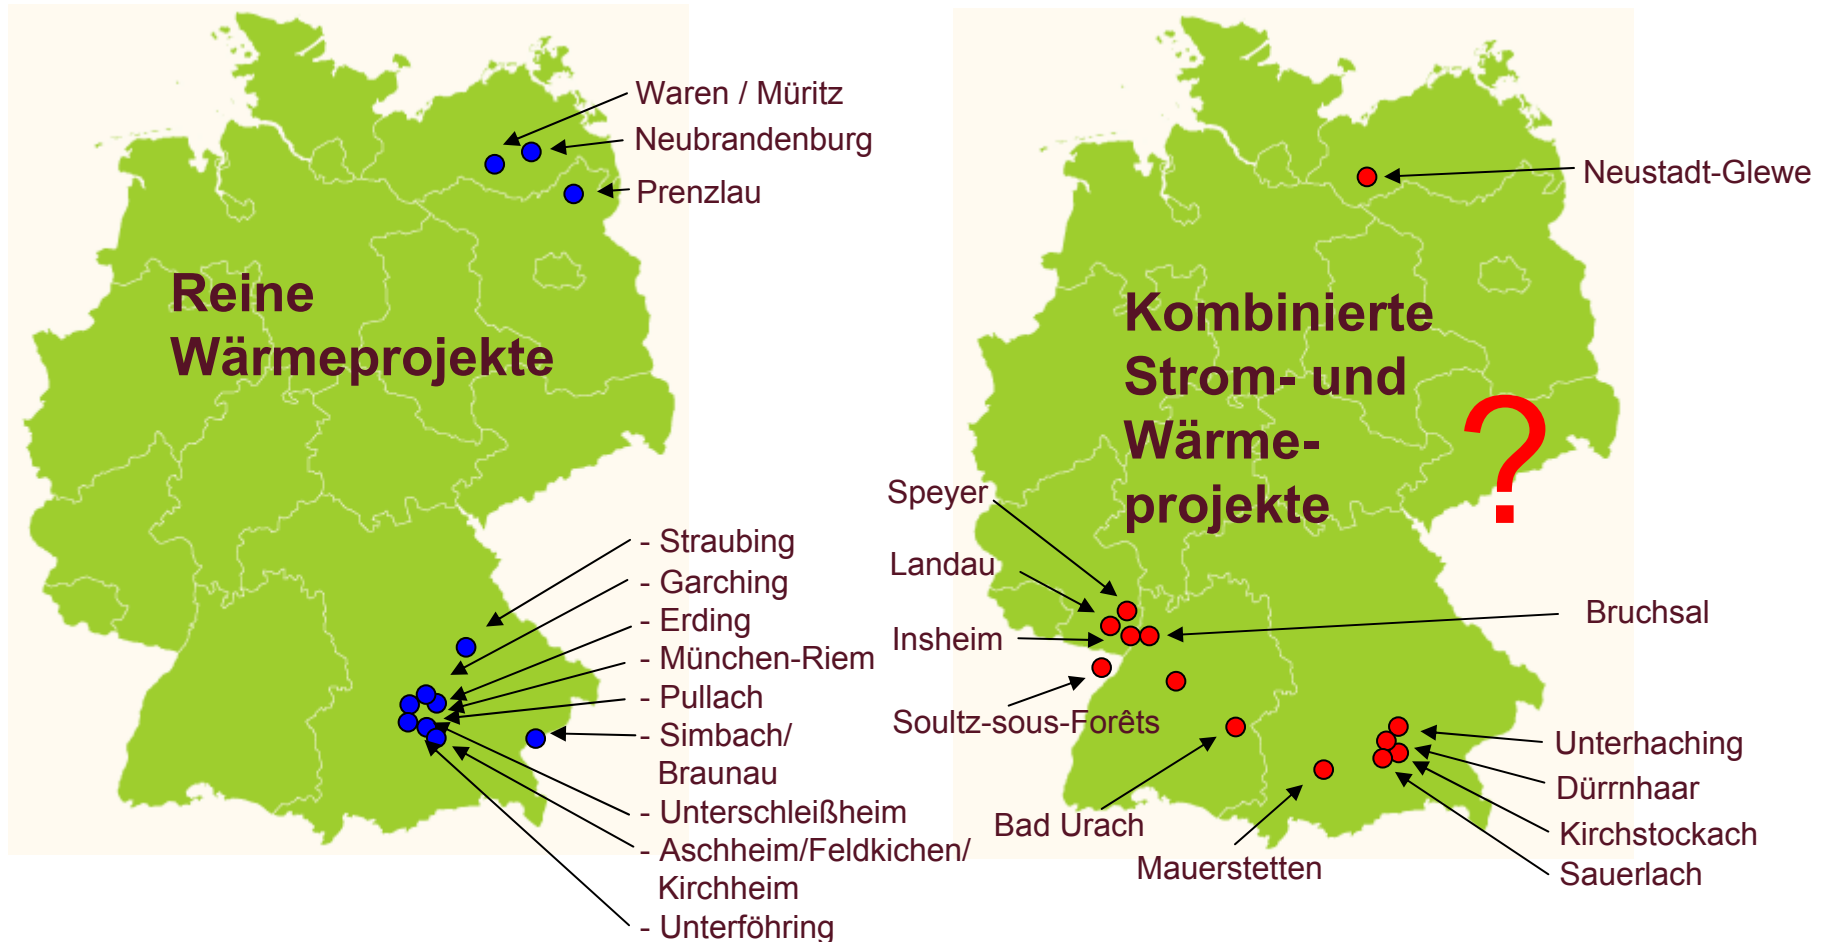 Waren / Müritz
Neubrandenburg
Prenzlau
Reine
Wärmeprojekte
- Straubing
- Garching
- Erding
- München-Riem
- Pullach
- Simbach/
Braunau
- Unterschleißheim
- Aschheim/Feldkichen/
Kirchheim
- Unterföhring
Neustadt-Glewe
Kombinierte
Strom- und
Wärme-
projekte
?
Speyer
Landau
Insheim
Soultz-sous-Forêts
Bad Urach
Mauerstetten
Bruchsal
Unterhaching
Dürrnhaar
Kirchstockach
Sauerlach